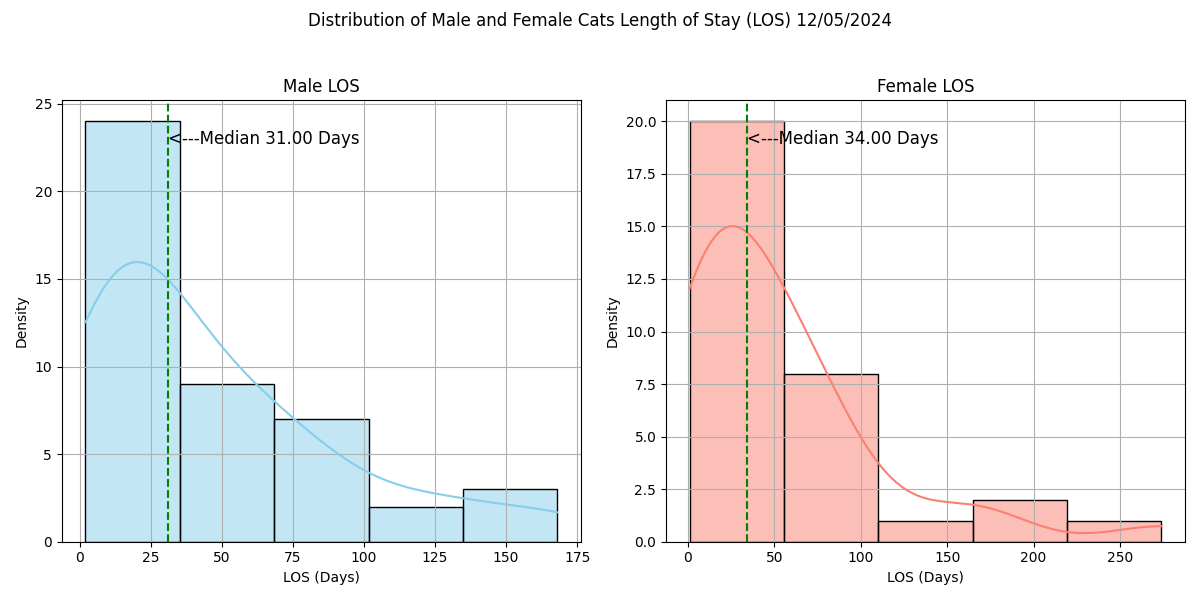 Distribution of Male and Female Cats Length of Stay (LOS) 12/05/2024
Male LOS
25
20
15
10
5
0
Density
<---Median 31.00 Days
0 25 50 75 100 125 150 175
LOS (Days)
Female LOS
20.0
17.5
15.0
12.5
10.0
7.5
5.0
2.5
0.0
Density
<---Median 34.00 Days
0 50 100 150 200 250
LOS (Days)